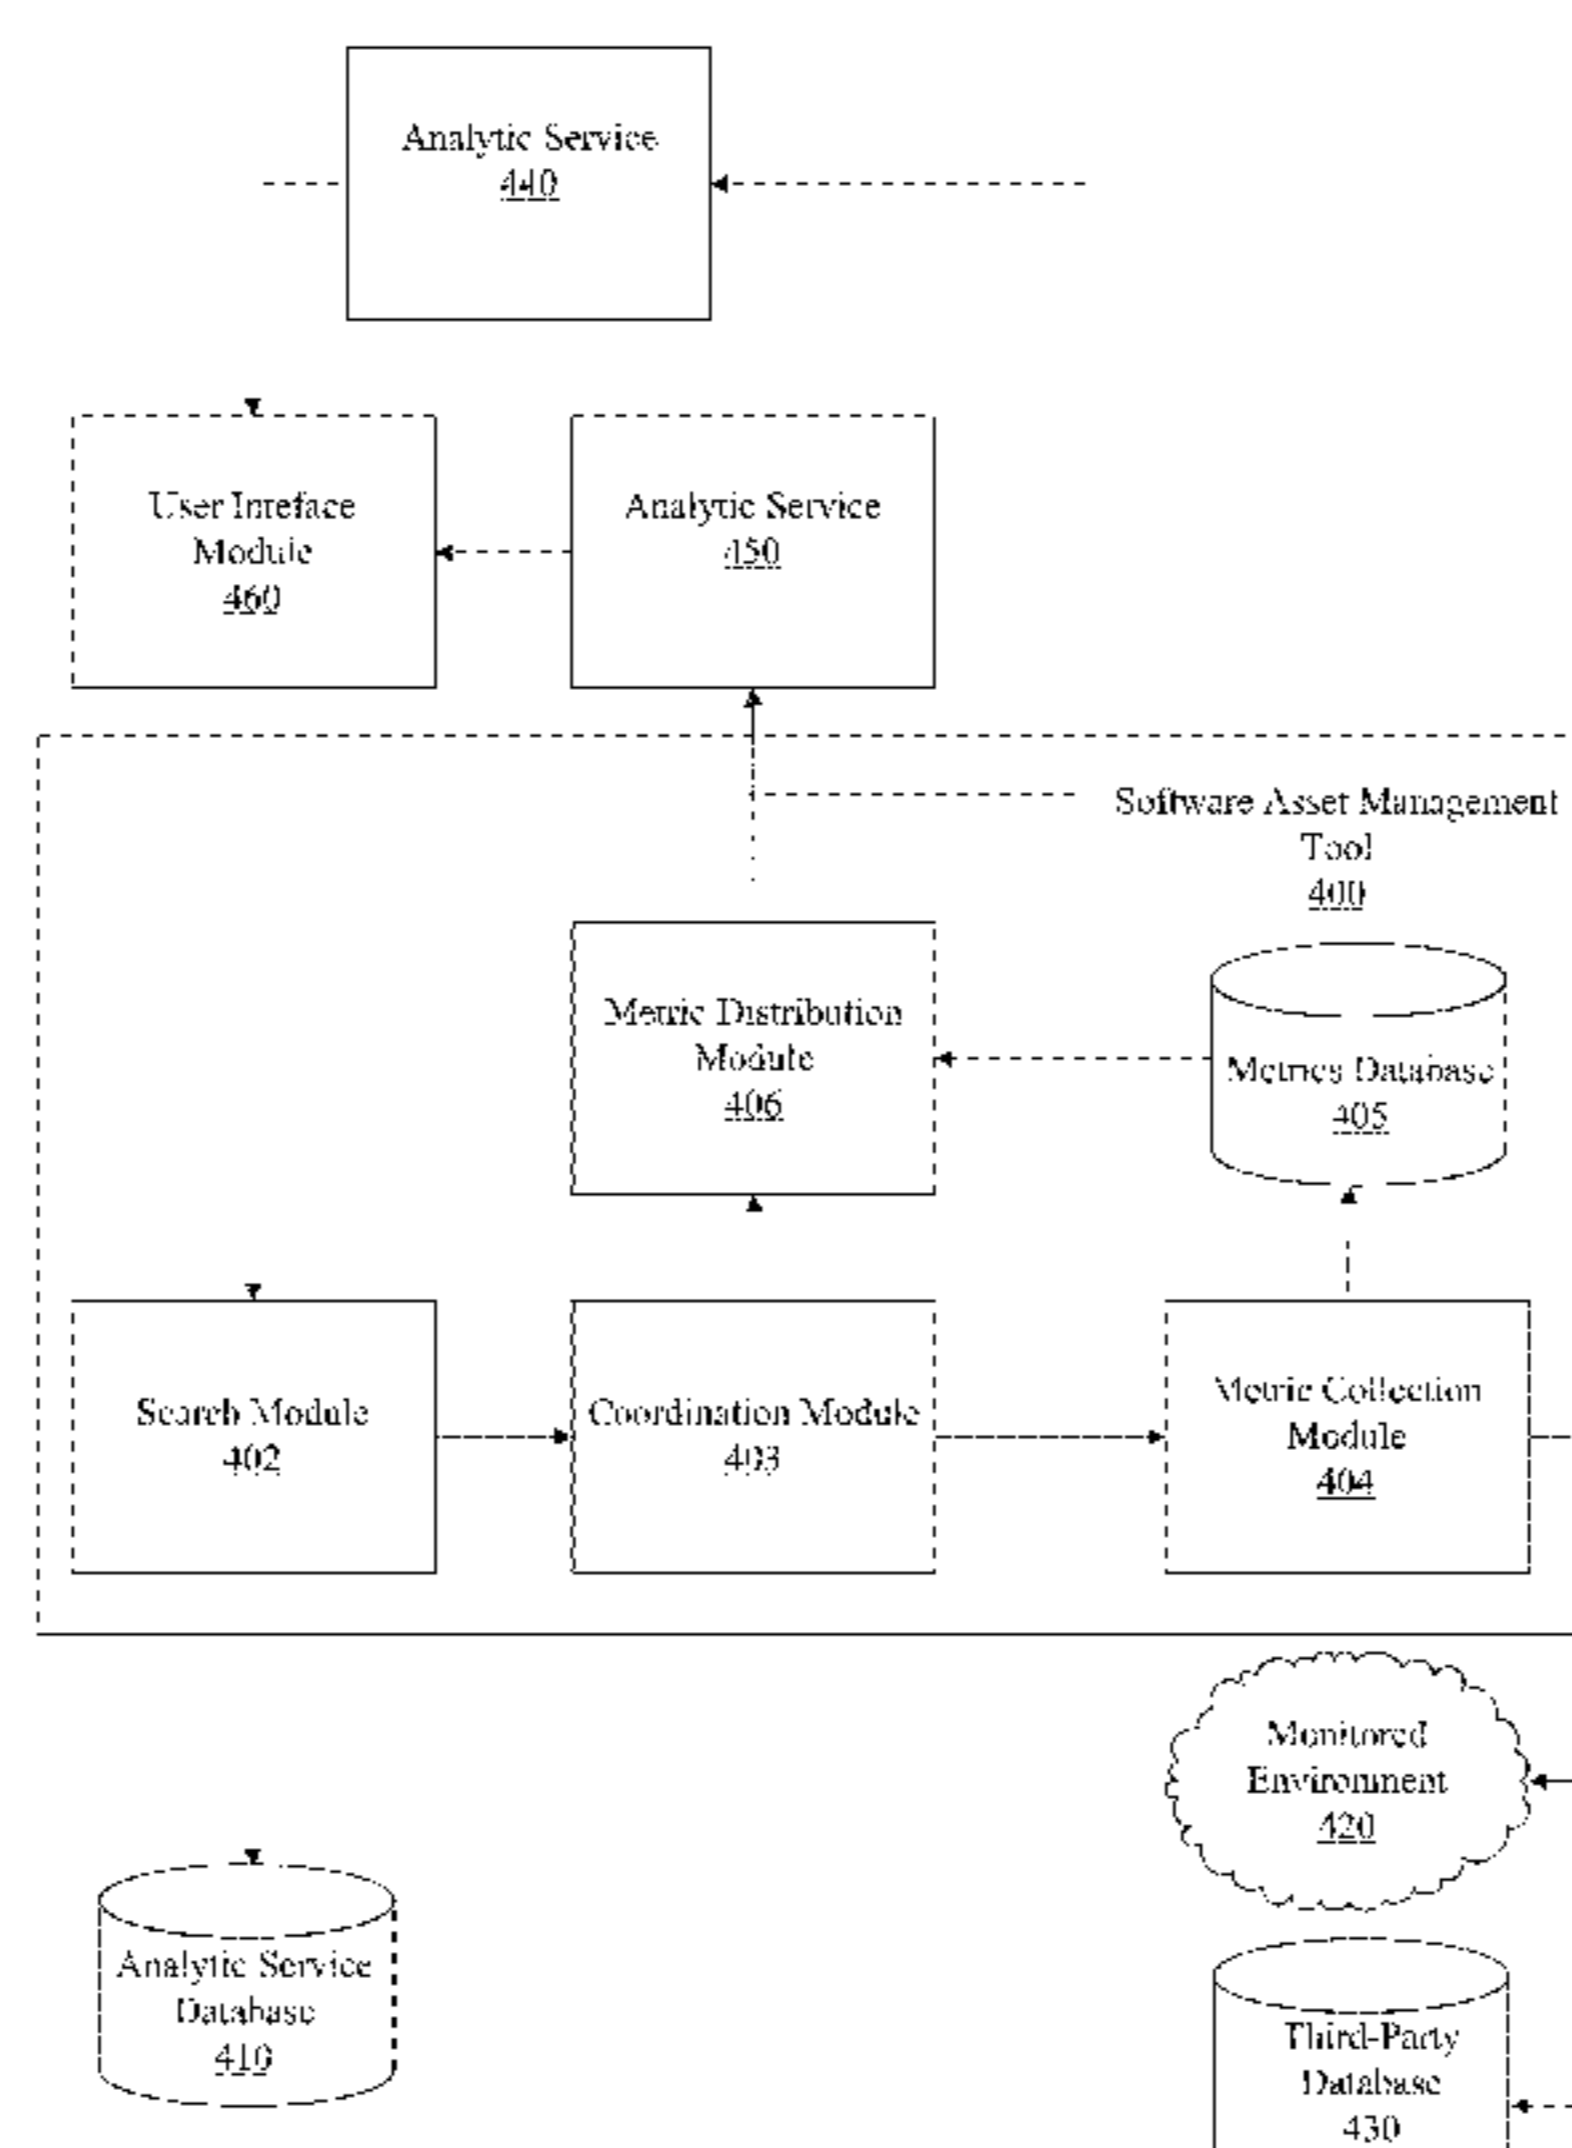 Analytic Service
440
User Inteface
Module
460
Analytic Service
450
Software Asset Management
Tool
400
Metric Distribution
Module
406
Metrics Database
405
Search Module
402
Coordination Module
403
Metric Collection
Module
404
Monitored
Environment
420
Analytic Service
Database
410
Third-Party
Database
430